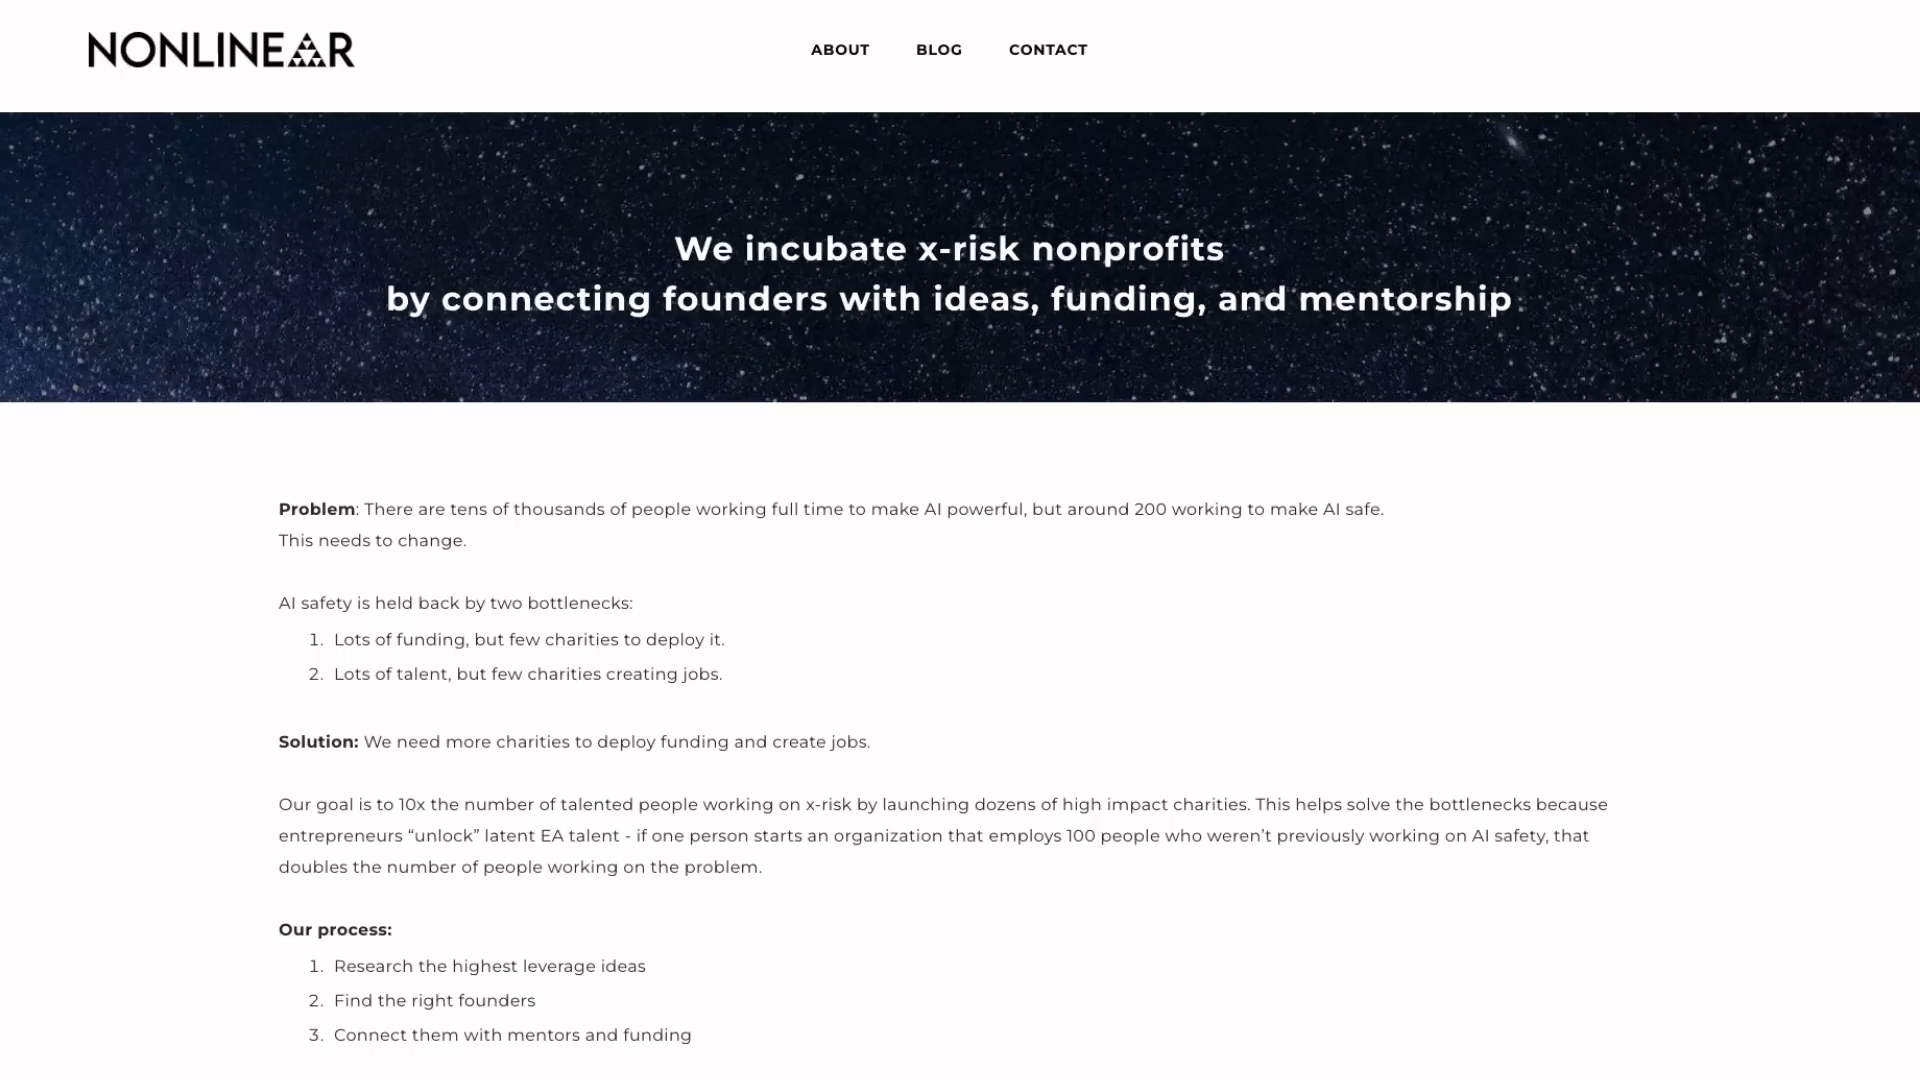 NONLINEAR
ABOUT BLOG CONTACT
We incubate x-risk nonprofits
by connecting founders with ideas, funding, and mentorship
Problem: There are tens of thousands of people working full time to make AI powerful, but around 200 working to make AI safe.
This needs to change.
AI safety is held back by two bottlenecks:
1. Lots of funding, but few charities to deploy it.
2. Lots of talent, but few charities creating jobs.
Solution: We need more charities to deploy funding and create jobs.
Our goal is to 10x the number of talented people working on x-risk by launching dozens of high impact charities. This helps solve the bottlenecks because
entrepreneurs “unlock” latent EA talent - if one person starts an organization that employs 100 people who weren’t previously working on AI safety, that
doubles the number of people working on the problem.
Our process:
1. Research the highest leverage ideas
2. Find the right founders
3. Connect them with mentors and funding